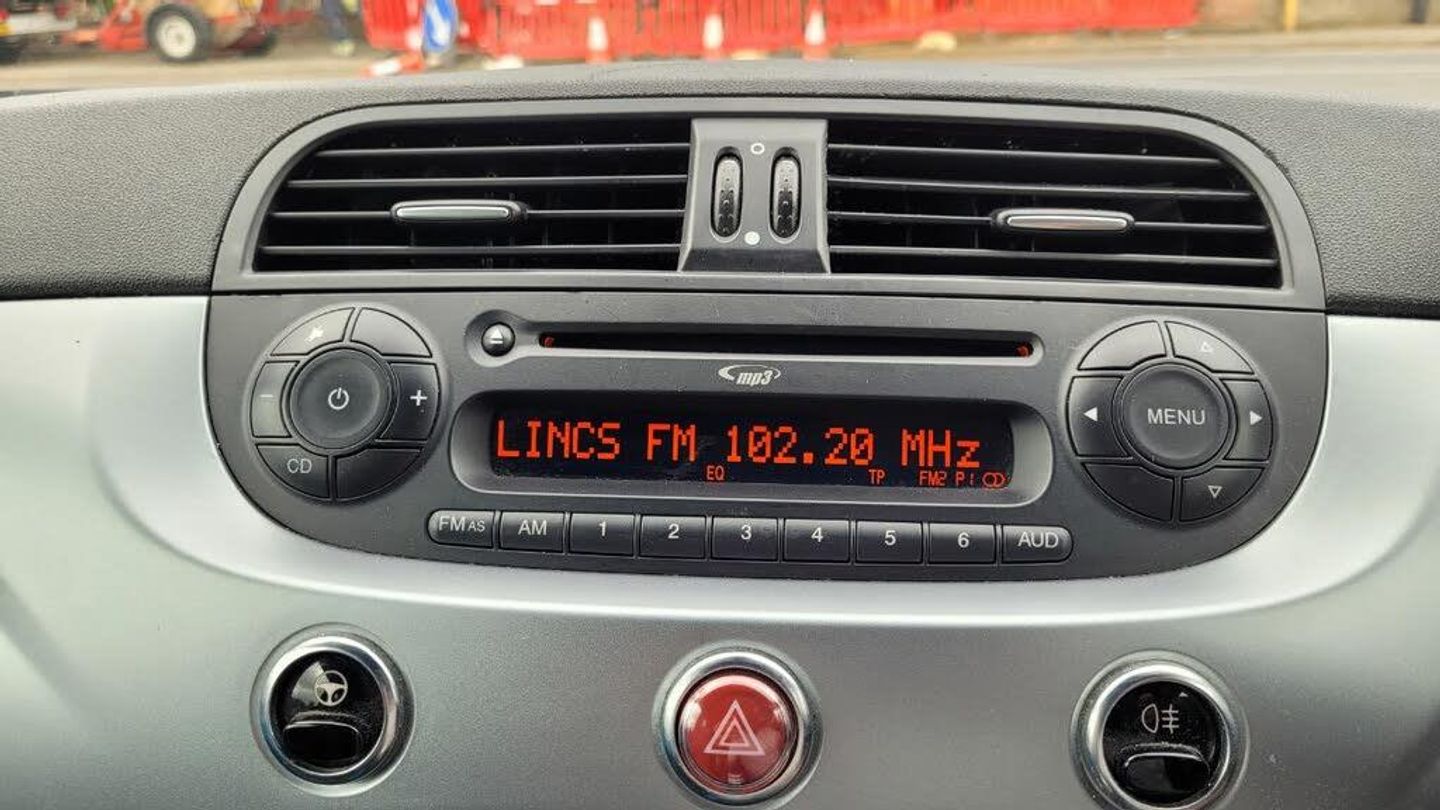 mp3
LINCS FM 102.20 MHz
EQ TP FM2 P1
- +
CD
MENU
FM AS AM 1 2 3 4 5 6 AUD